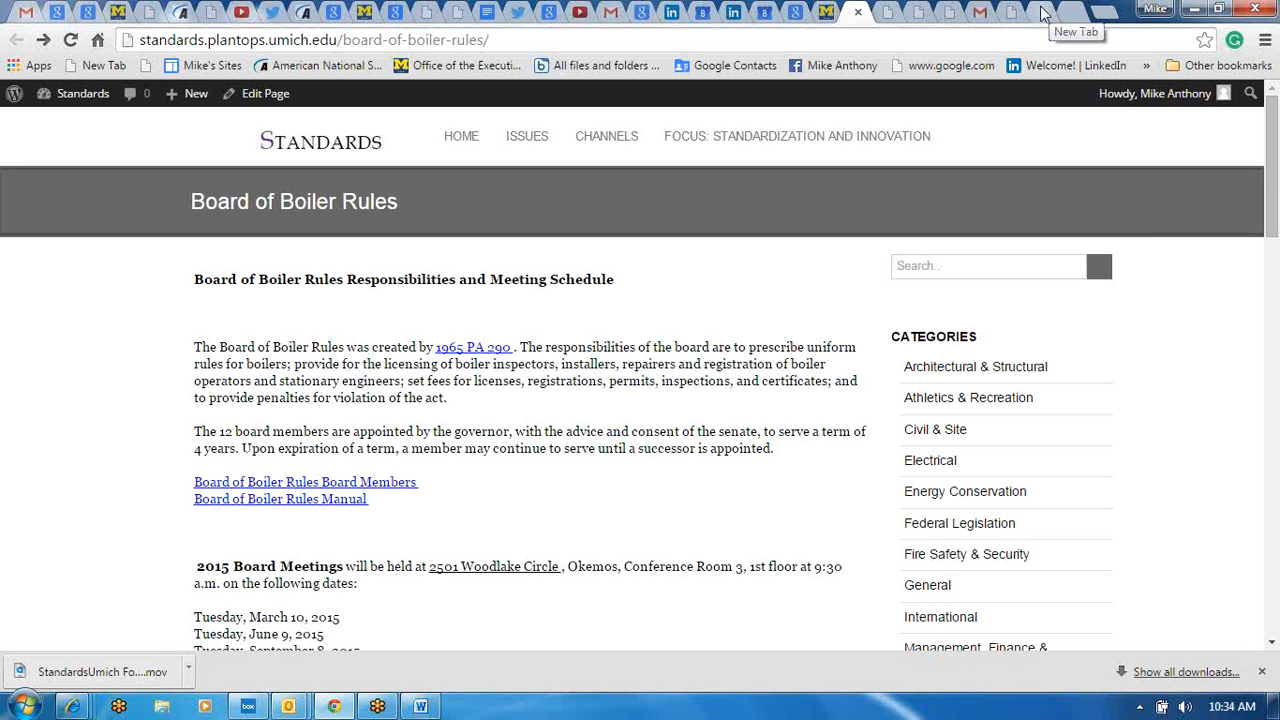 Mike
New Tab
standards.plantops.umich.edu/board-of-boiler-rules/
Apps New Tab Mike's Sites American National S... Office of the Executi... All files and folders ... Google Contacts Mike Anthony www.google.com Welcome! | LinkedIn » Other bookmarks
Standards 0 New Edit Page Howdy, Mike Anthony
STANDARDS HOME ISSUES CHANNELS FOCUS: STANDARDIZATION AND INNOVATION
Board of Boiler Rules
Board of Boiler Rules Responsibilities and Meeting Schedule
The Board of Boiler Rules was created by 1965 PA 290 . The responsibilities of the board are to prescribe uniform
rules for boilers; provide for the licensing of boiler inspectors, installers, repairers and registration of boiler
operators and stationary engineers; set fees for licenses, registrations, permits, inspections, and certificates; and
to provide penalties for violation of the act.
The 12 board members are appointed by the governor, with the advice and consent of the senate, to serve a term of
4 years. Upon expiration of a term, a member may continue to serve until a successor is appointed.
Board of Boiler Rules Board Members
Board of Boiler Rules Manual
2015 Board Meetings will be held at 2501 Woodlake Circle , Okemos, Conference Room 3, 1st floor at 9:30
a.m. on the following dates:
Tuesday, March 10, 2015
Tuesday, June 9, 2015
Tuesday, September 8, 2015
Search..
CATEGORIES
Architectural & Structural
Athletics & Recreation
Civil & Site
Electrical
Energy Conservation
Federal Legislation
Fire Safety & Security
General
International
Management, Finance &
StandardsUmich Fo....mov Show all downloads...
10:34 AM